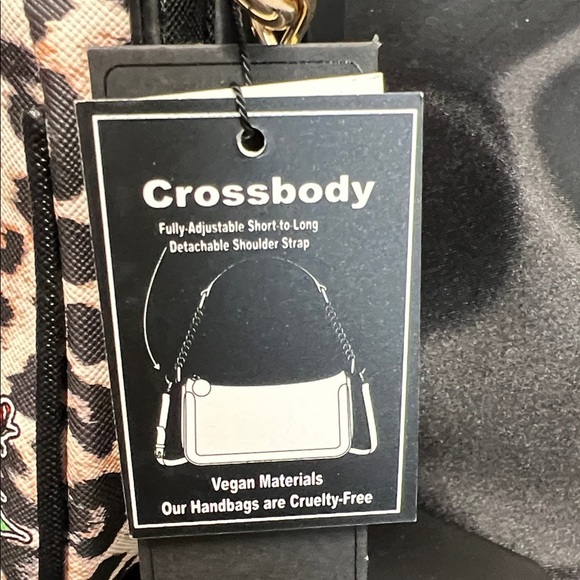 Crossbody
Fully-Adjustable Short-to-Long
Detachable Shoulder Strap
Vegan Materials
Our Handbags are Cruelty-Free